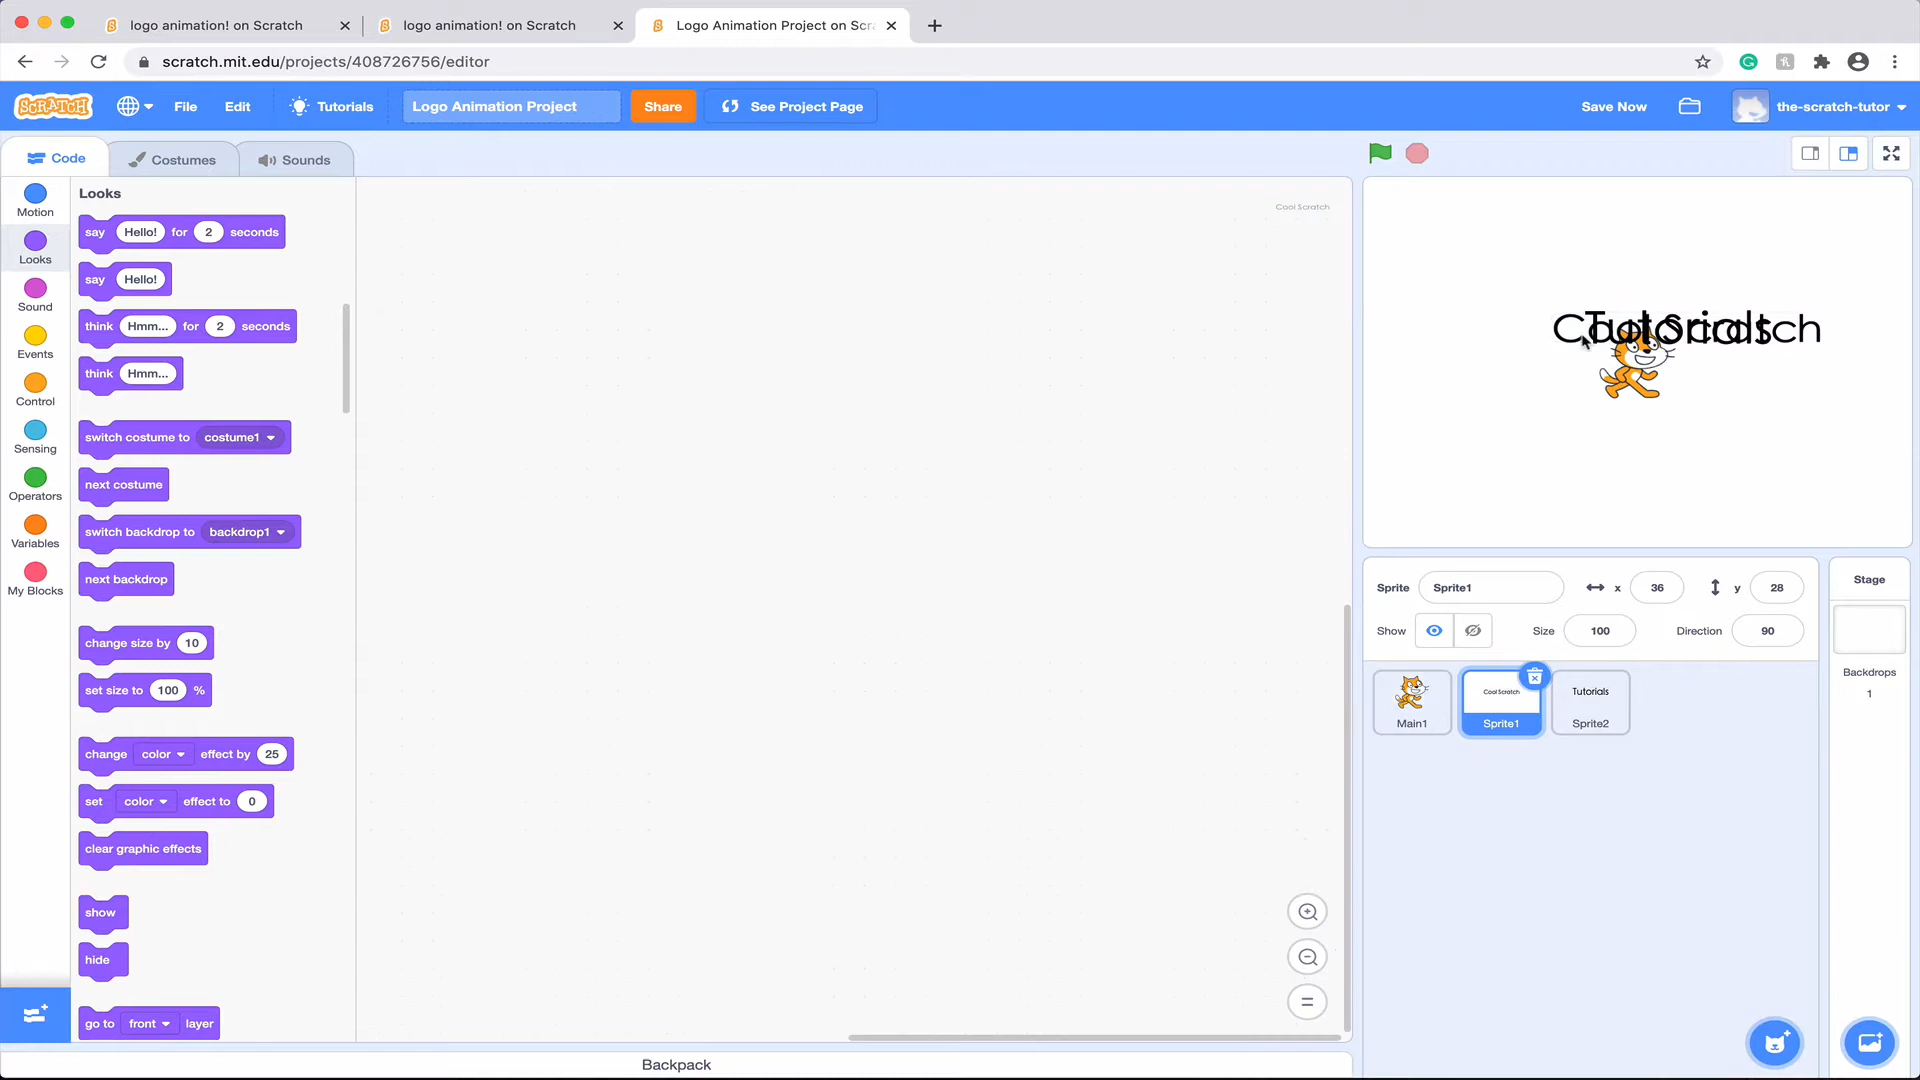 logo animation! on Scratch
logo animation! on Scratch
Logo Animation Project on Scra
scratch.mit.edu/projects/408726756/editor
SCRATCH
File
Edit
Tutorials
Logo Animation Project
Share
See Project Page
Save Now
the-scratch-tutor
Code
Costumes
Sounds
Motion
Looks
Sound
Events
Control
Sensing
Operators
Variables
My Blocks
Looks
say Hello! for 2 seconds
say Hello!
think Hmm... for 2 seconds
think Hmm...
switch costume to costume1
next costume
switch backdrop to backdrop1
next backdrop
change size by 10
set size to 100 %
change color effect by 25
set color effect to 0
clear graphic effects
show
hide
go to front layer
Cool Scratch
Cool Scratch
Tutorials
Sprite Sprite1 x 36 y 28
Show Size 100 Direction 90
Main1
Cool Scratch
Sprite1
Tutorials
Sprite2
Stage
Backdrops
1
Backpack